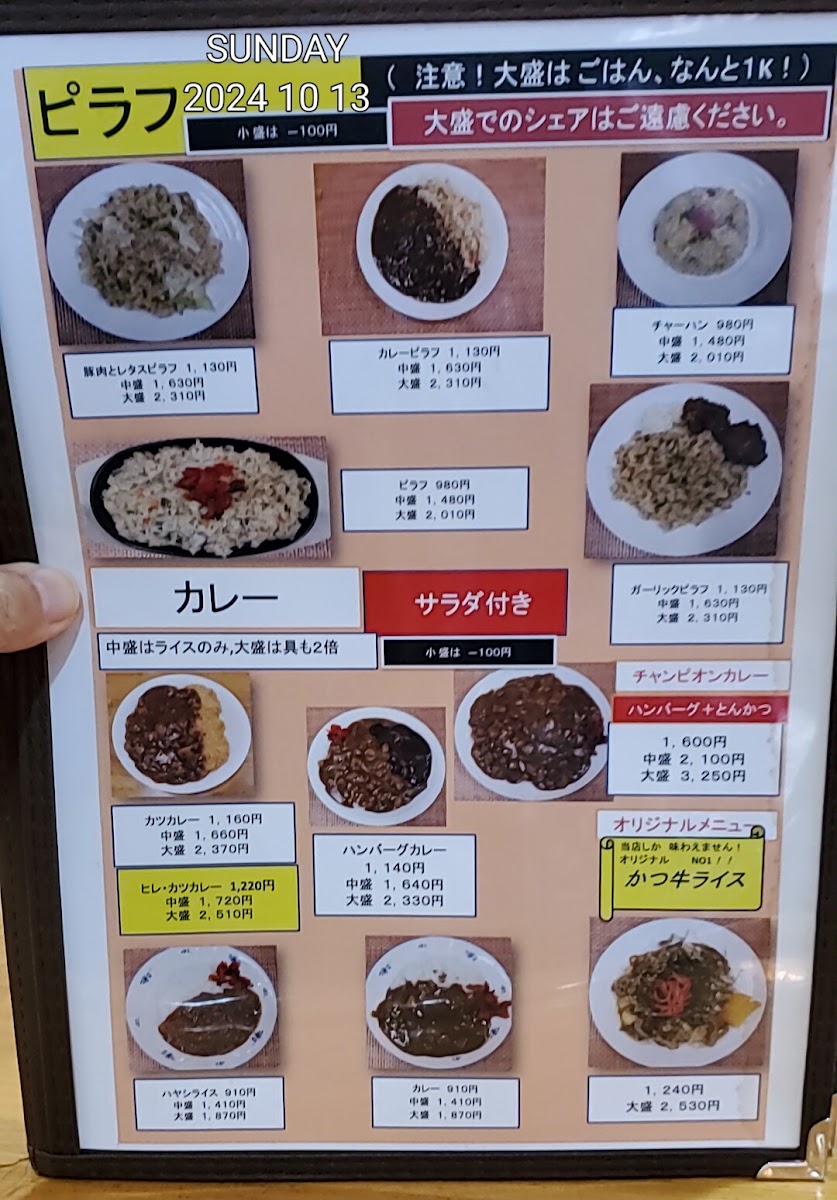 SUNDAY
2024 10 13
ピラフ
( 注意！大盛は ごはん、なんと1K！)
小盛は －100円
大盛でのシェアはご遠慮ください。
豚肉とレタスピラフ 1,130円
中盛 1,630円
大盛 2,310円
カレーピラフ 1,130円
中盛 1,630円
大盛 2,310円
チャーハン 980円
中盛 1,480円
大盛 2,010円
ピラフ 980円
中盛 1,480円
大盛 2,010円
ガーリックピラフ 1,130円
中盛 1,630円
大盛 2,310円
カレー
サラダ付き
中盛はライスのみ,大盛は具も2倍
小盛は －100円
チャンピオンカレー
ハンバーグ＋とんかつ
1,600円
中盛 2,100円
大盛 3,250円
カツカレー 1,160円
中盛 1,660円
大盛 2,370円
ヒレ・カツカレー 1,220円
中盛 1,720円
大盛 2,510円
ハンバーグカレー
1,140円
中盛 1,640円
大盛 2,330円
オリジナルメニュー
当店しか 味わえません！
オリジナル NO1！！
かつ牛ライス
ハヤシライス 910円
中盛 1,410円
大盛 1,870円
カレー 910円
中盛 1,410円
大盛 1,870円
1,240円
大盛 2,530円